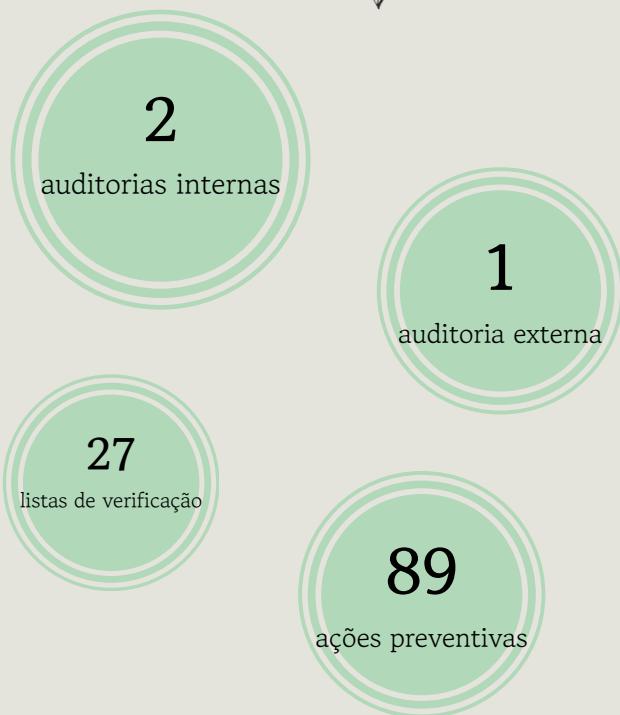 2
auditorias internas
1
auditoria externa
27
listas de verificação
89
ações preventivas